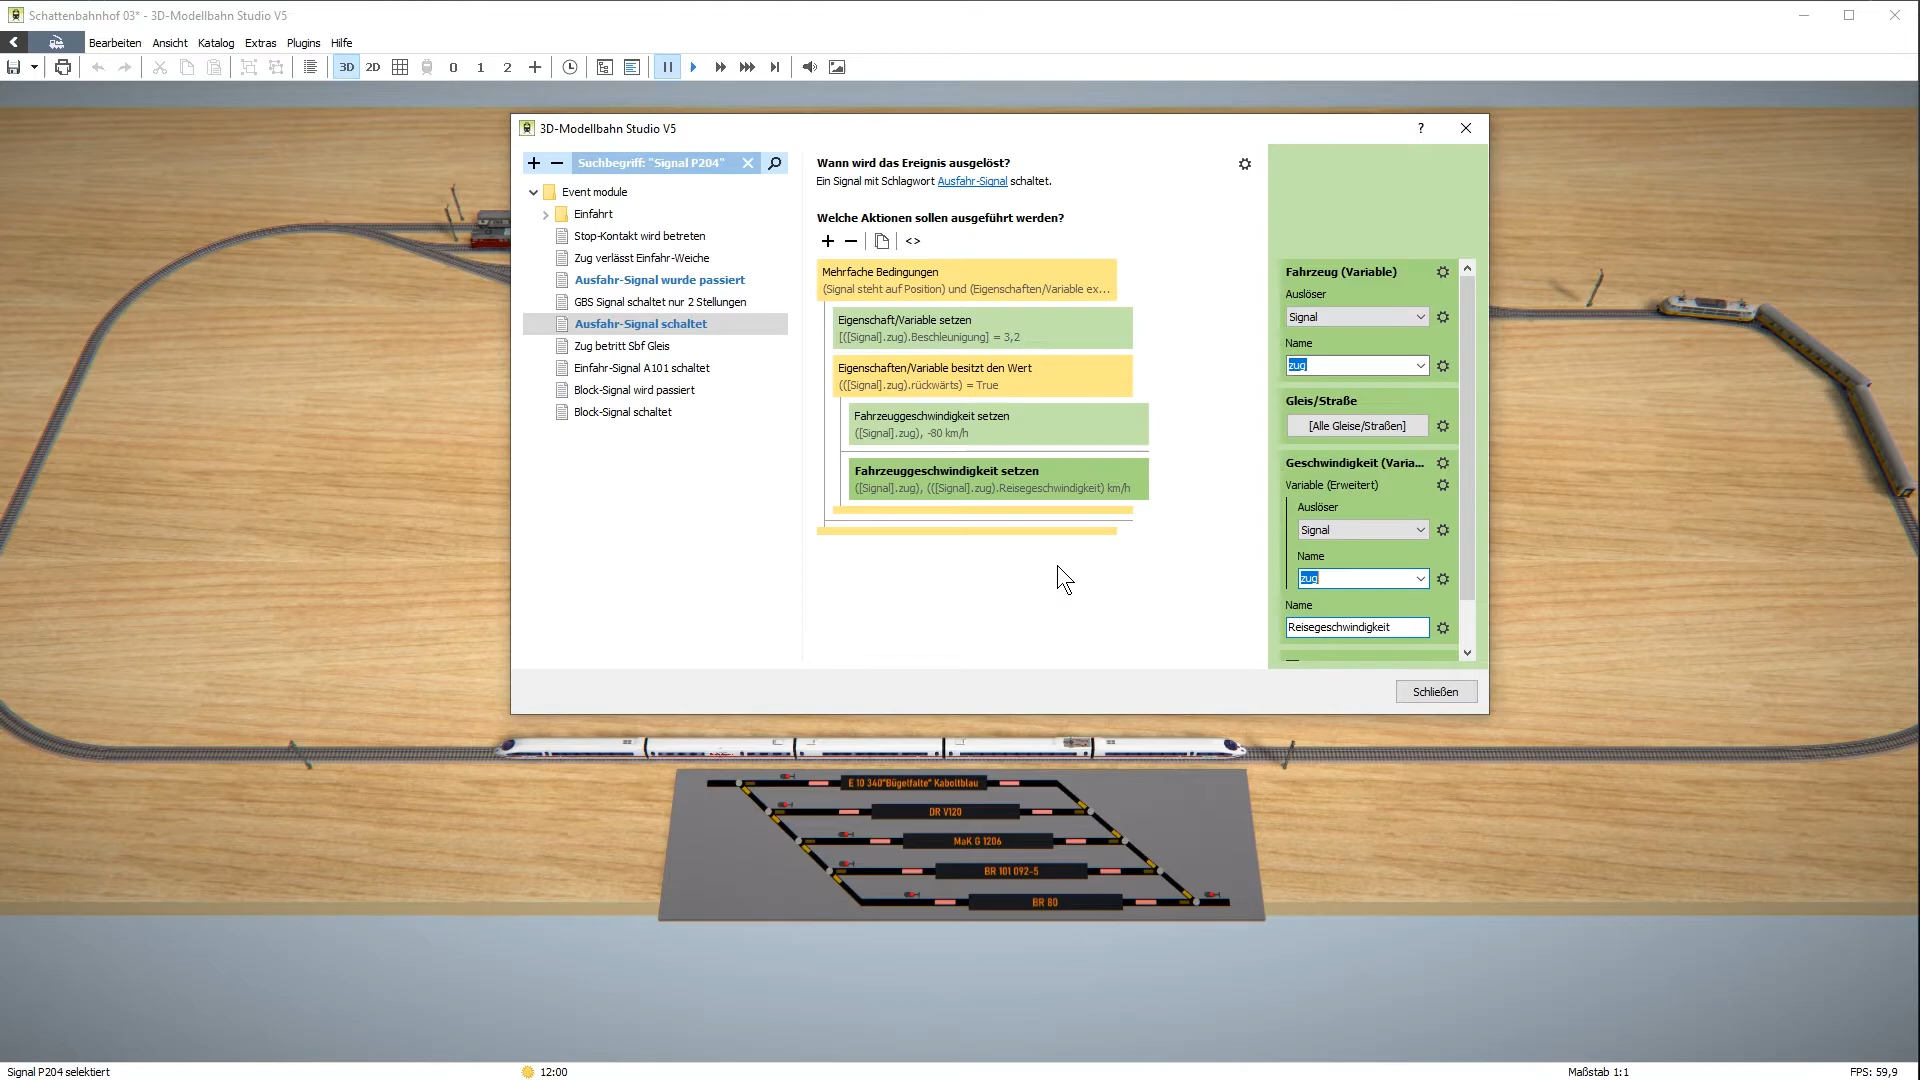 Schattenbahnhof 03* - 3D-Modellbahn Studio V5
Bearbeiten Ansicht Katalog Extras Plugins Hilfe
3D 2D 0 1 2
3D-Modellbahn Studio V5
?
Suchbegriff: "Signal P204"
Event module
Einfahrt
Stop-Kontakt wird betreten
Zug verlässt Einfahr-Weiche
Ausfahr-Signal wurde passiert
GBS Signal schaltet nur 2 Stellungen
Ausfahr-Signal schaltet
Zug betritt Sbf Gleis
Einfahr-Signal A101 schaltet
Block-Signal wird passiert
Block-Signal schaltet
Wann wird das Ereignis ausgelöst?
Ein Signal mit Schlagwort Ausfahr-Signal schaltet.
Welche Aktionen sollen ausgeführt werden?
<>
Mehrfache Bedingungen
(Signal steht auf Position) und (Eigenschaften/Variable ex...
Eigenschaft/Variable setzen
[([Signal].zug).Beschleunigung] = 3,2
Eigenschaften/Variable besitzt den Wert
(([Signal].zug).rückwärts) = True
Fahrzeuggeschwindigkeit setzen
([Signal].zug), -80 km/h
Fahrzeuggeschwindigkeit setzen
([Signal].zug), (([Signal].zug).Reisegeschwindigkeit) km/h
Fahrzeug (Variable)
Auslöser
Signal
Name
zug
Gleis/Straße
[Alle Gleise/Straßen]
Geschwindigkeit (Varia...
Variable (Erweitert)
Auslöser
Signal
Name
zug
Name
Reisegeschwindigkeit
Schließen
E 10 340"Bügelfalte" Kaboltblau
DR V120
MaK G 1206
BR 101 092-5
BR 80
Signal P204 selektiert
12:00
Maßstab 1:1
FPS: 59,9